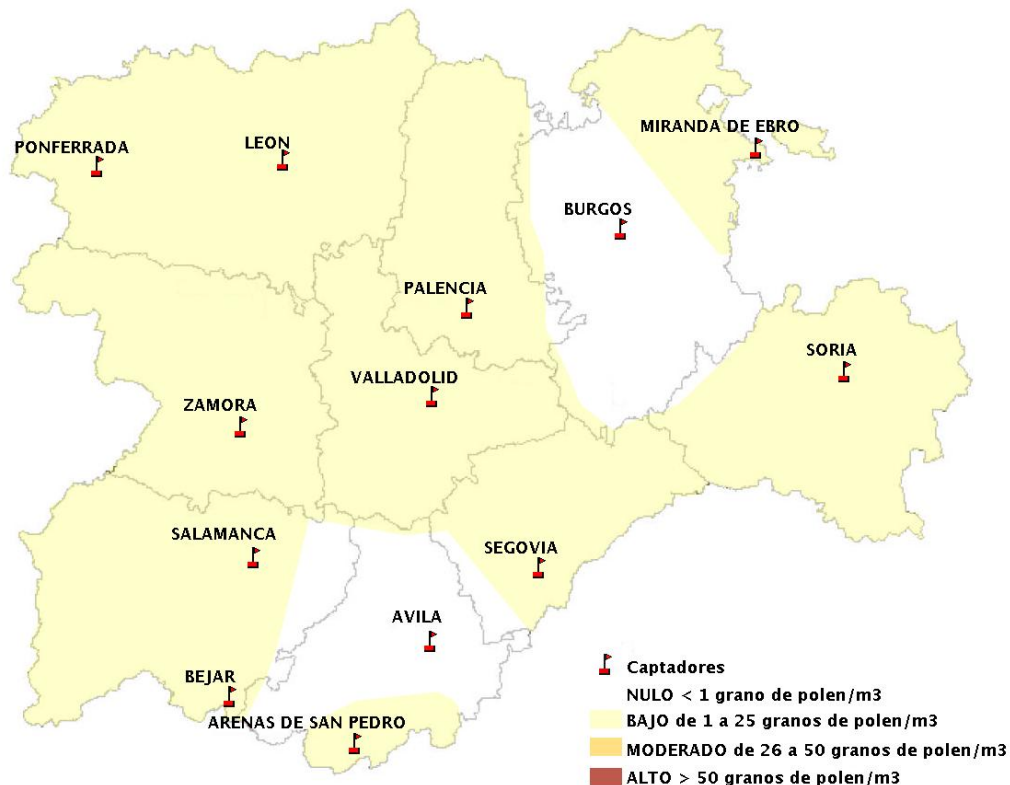 MIRANDA DE EBRO
PONFERRADA
LEON
BURGOS
PALENCIA
SORIA
VALLADOLID
ZAMORA
SALAMANCA
SEGOVIA
AVILA
BEJAR
ARENAS DE SAN PEDRO
Captadores
NULO < 1 grano de polen/m3
BAJO de 1 a 25 granos de polen/m3
MODERADO de 26 a 50 granos de polen/m3
ALTO > 50 granos de polen/m3